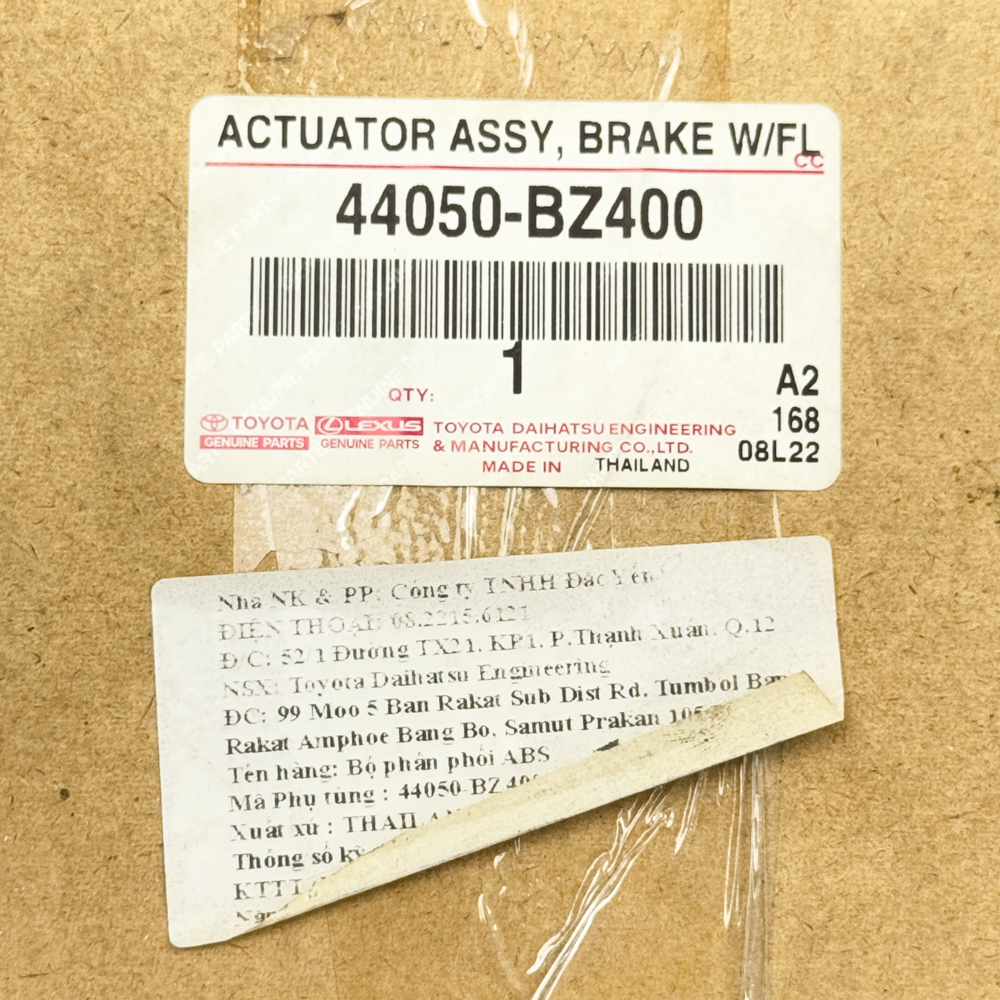 ACTUATOR ASSY, BRAKE W/FL
CC
44050-BZ400
1
QTY:
A2
168
08L22
TOYOTA
GENUINE PARTS
LEXUS
GENUINE PARTS
TOYOTA DAIHATSU ENGINEERING
& MANUFACTURING CO.,LTD.
MADE IN THAILAND
Nhà NK & PP: Công ty TNHH Đắc Yến
ĐIỆN THOẠI: 08.2215.6121
Đ/C: 52/1 Đường TX21, KP1, P.Thạnh Xuân, Q.12
NSX: Toyota Daihatsu Engineering
ĐC: 99 Moo 5 Ban Rakat Sub Dist Rd. Tumbol Ban
Rakat Amphoe Bang Bo, Samut Prakan
Tên hàng: Bộ phân phối ABS
Mã Phụ tùng : 44050-BZ
Xuất xứ :
Thông số
KTTT